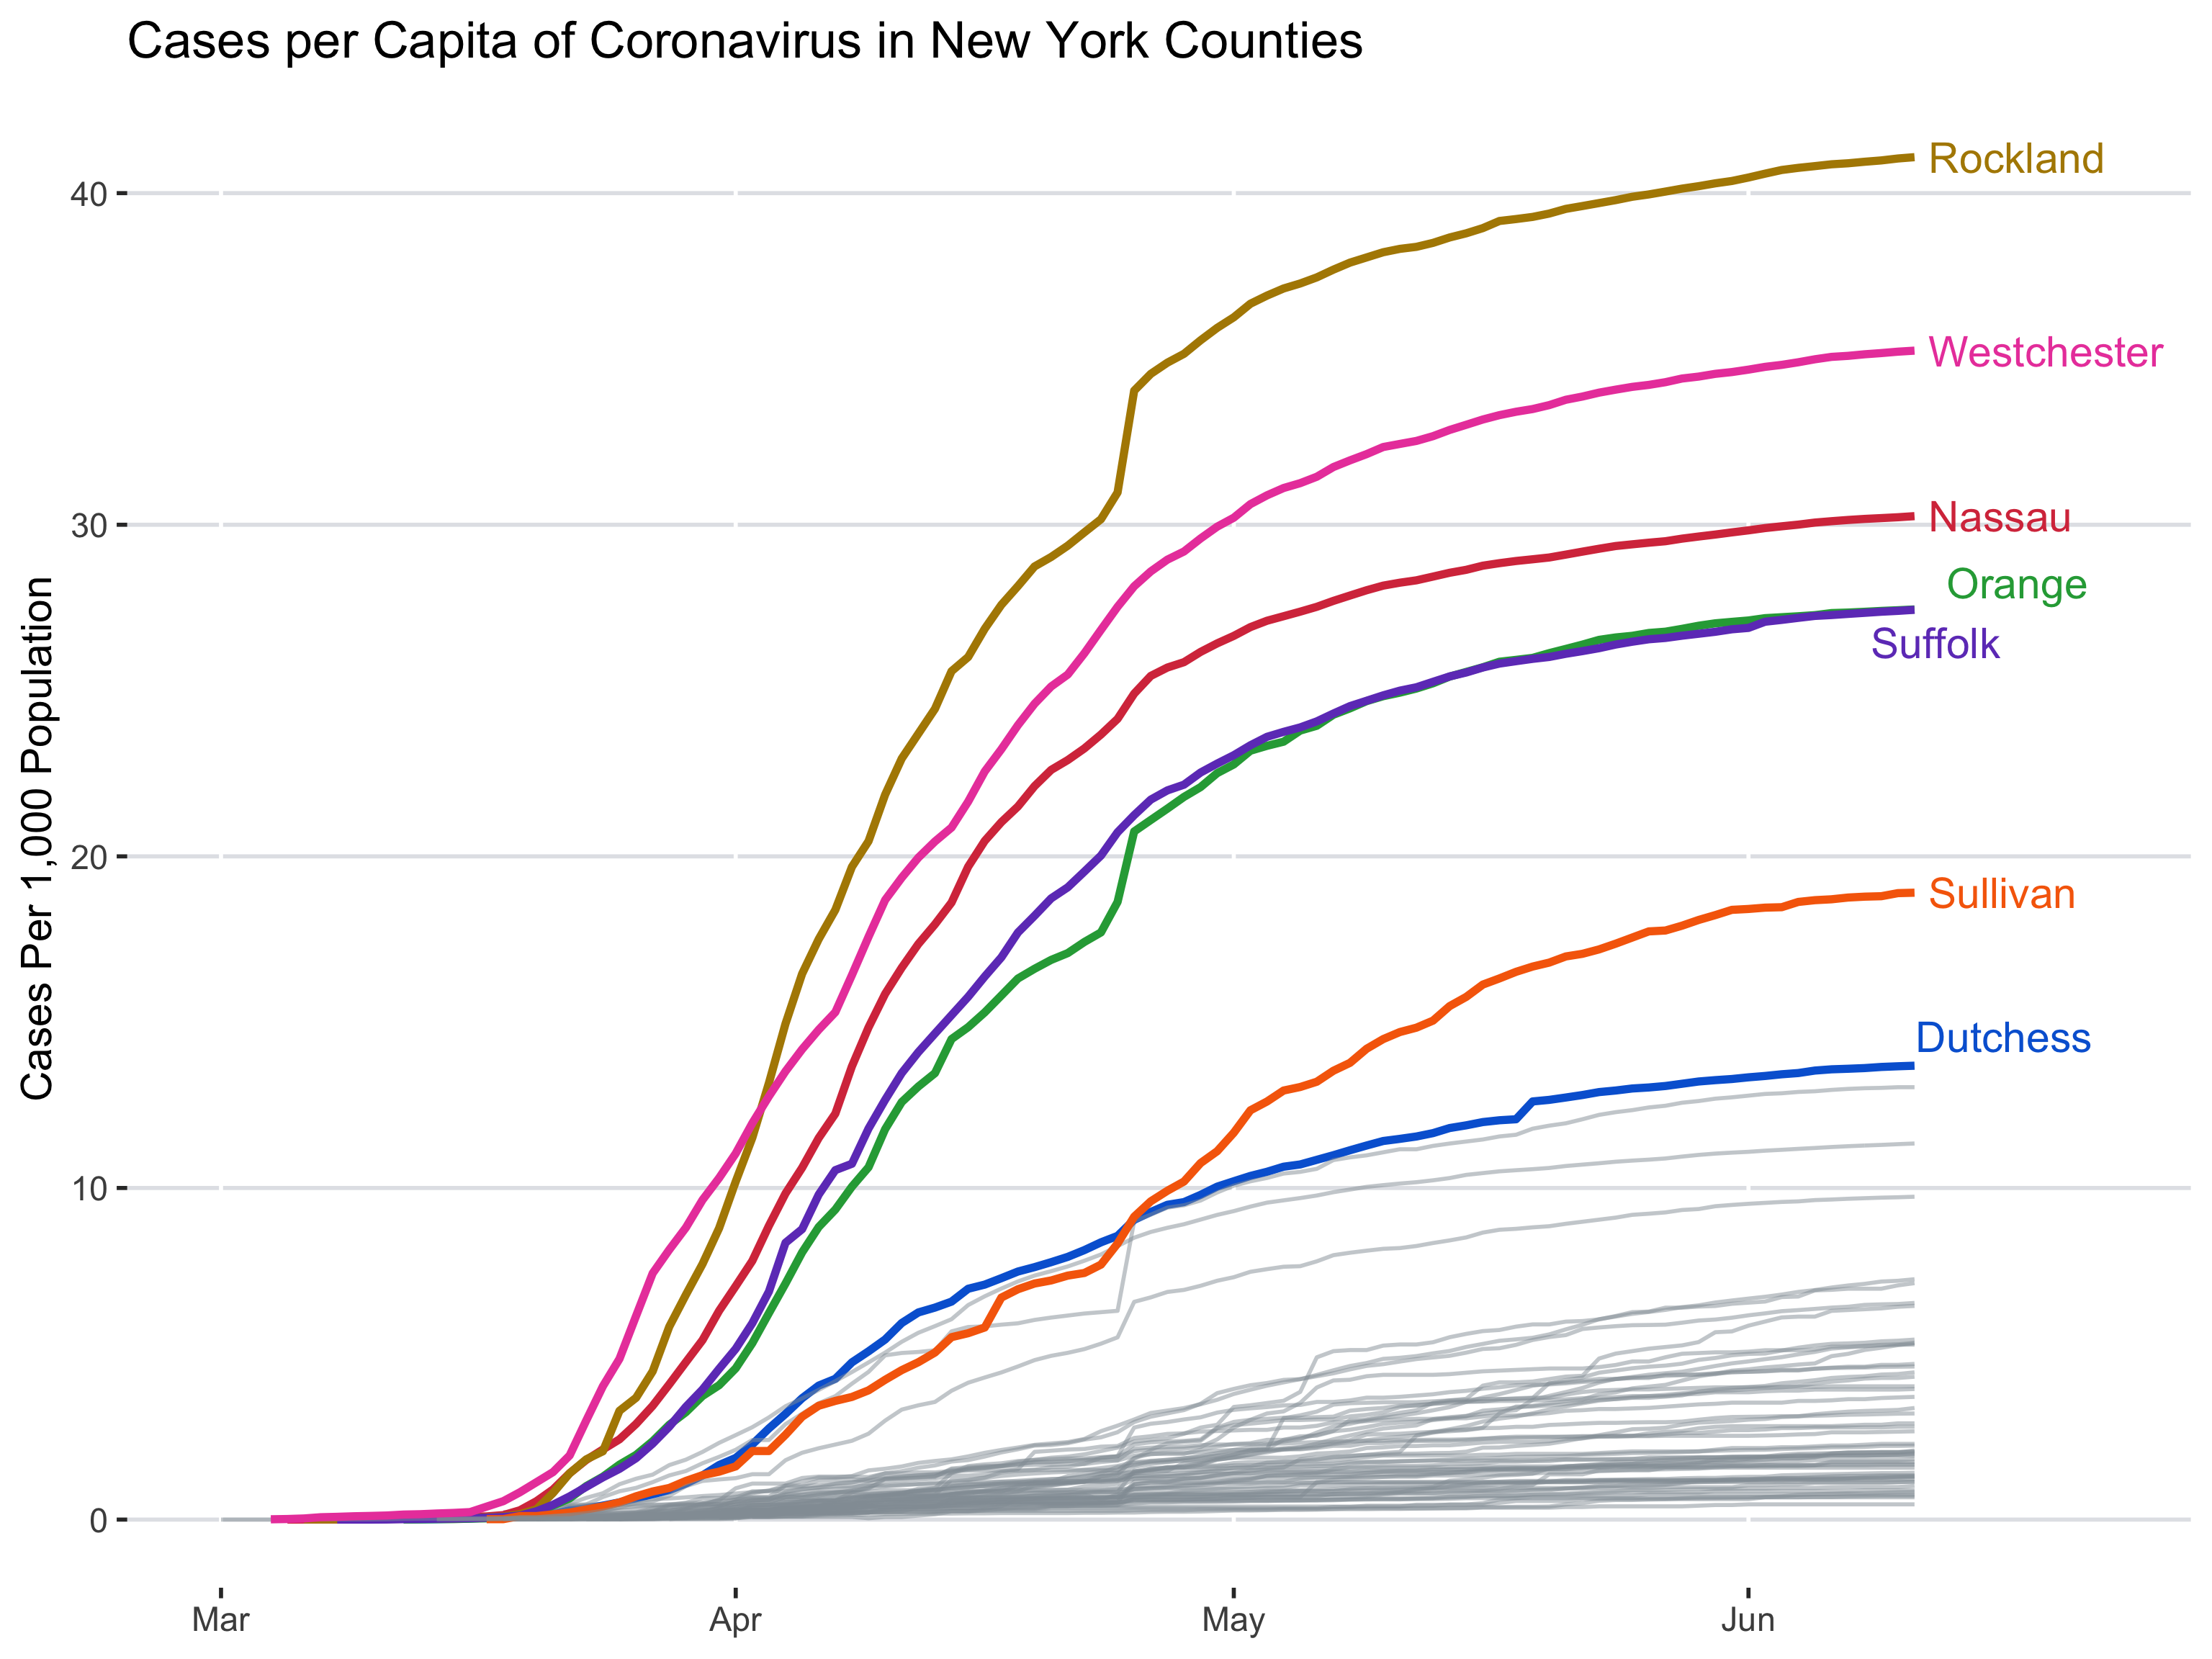 Cases per Capita of Coronavirus in New York Counties
Cases Per 1,000 Population
40
30
20
10
0
Mar
Apr
May
Jun
Rockland
Westchester
Nassau
Orange
Suffolk
Sullivan
Dutchess